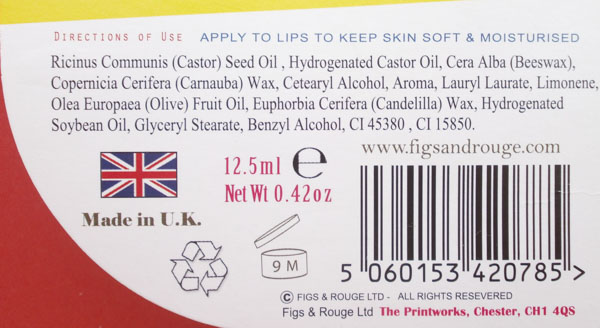 DIRECTIONS OF USE APPLY TO LIPS TO KEEP SKIN SOFT & MOISTURISED
Ricinus Communis (Castor) Seed Oil , Hydrogenated Castor Oil, Cera Alba (Beeswax),
Copernicia Cerifera (Carnauba) Wax, Cetearyl Alcohol, Aroma, Lauryl Laurate, Limonene,
Olea Europaea (Olive) Fruit Oil, Euphorbia Cerifera (Candelilla) Wax, Hydrogenated
Soybean Oil, Glyceryl Stearate, Benzyl Alcohol, CI 45380 , CI 15850.
www.figsandrouge.com
12.5ml ℮
Net Wt 0.42oz
Made in U.K.
9 M
5 060153 420785 >
© FIGS & ROUGE LTD - ALL RIGHTS RESEVERED
Figs & Rouge Ltd The Printworks, Chester, CH1 4QS